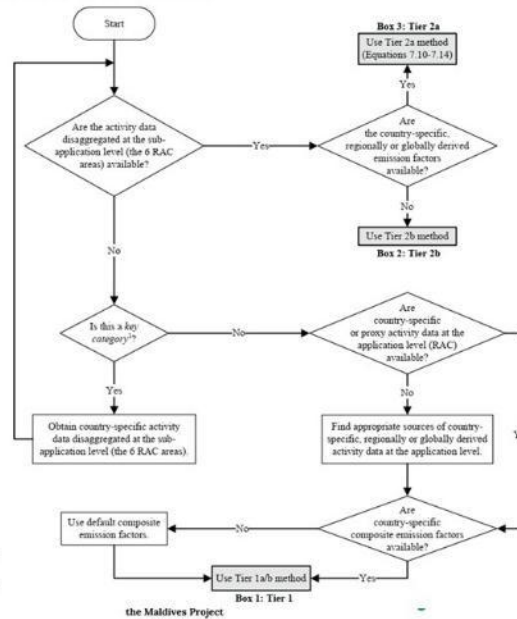 Start
Box 3: Tier 2a
Use Tier 2a method
(Equations 7.10-7.14)
Yes
Are the activity data
disaggregated at the sub-
application level (the 6 RAC
areas) available?
Yes
Are
the country-specific,
regionally or globally derived
emission factors
available?
No
No
Use Tier 2b method
Box 2: Tier 2b
Is this a key
category¹?
No
Are
country-specific
or proxy activity data at the
application level (RAC)
available?
Yes
No
Obtain country-specific activity
data disaggregated at the sub-
application level (the 6 RAC areas).
Find appropriate sources of country-
specific, regionally or globally derived
activity data at the application level.
Use default composite
emission factors.
No
Are
country-specific
composite emission factors
available?
Use Tier 1a/b method
Yes
Box 1: Tier 1
the Maldives Project